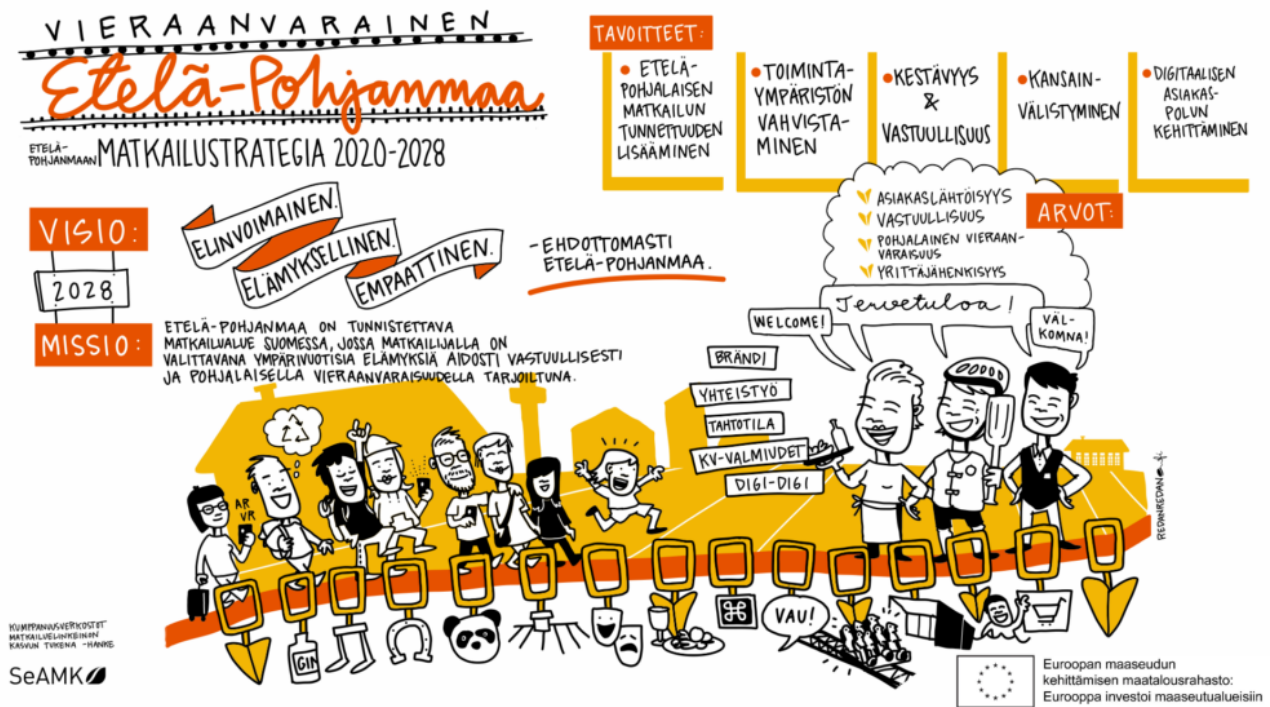 VIERAANVARAINEN
Etelä-Pohjanmaa
ETELÄ-
POHJANMAAN MATKAILUSTRATEGIA 2020-2028
TAVOITTEET:
• ETELÄ-
POHJALAISEN
MATKAILUN
TUNNETTUUDEN
LISÄÄMINEN
• TOIMINTA-
YMPÄRISTÖN
VAHVISTA-
MINEN
• KESTÄVYYS
&
VASTUULLISUUS
• KANSAIN-
VÄLISTYMINEN
• DIGITAALISEN
ASIAKAS-
POLUN
KEHITTÄMINEN
VISIO:
2028
ELINVOIMAINEN.
ELÄMYKSELLINEN.
EMPAATTINEN.
- EHDOTTOMASTI
ETELÄ-POHJANMAA.
ARVOT:
ASIAKASLÄHTÖISYYS
VASTUULLISUUS
POHJALAINEN VIERAAN-
VARAISUUS
YRITTÄJÄHENKISYYS
MISSIO:
ETELÄ-POHJANMAA ON TUNNISTETTAVA
MATKAILUALUE SUOMESSA, JOSSA MATKAILIJALLA ON
VALITTAVANA YMPÄRIVUOTISIA ELÄMYKSIÄ AIDOSTI VASTUULLISESTI
JA POHJALAISELLA VIERAANVARAISUUDELLA TARJOILTUNA.
WELCOME!
Tervetuloa!
VÄL-
KOMNA!
BRÄNDI
YHTEISTYÖ
TAHTOTILA
KV-VALMIUDET
DIGI-DIGI
AR
VR
GIN
VAU!
REDANREDAN
KUMPPANUUSVERKOSTOT
MATKAILUELINKEINON
KASVUN TUKENA -HANKE
SeAMK
Euroopan maaseudun
kehittämisen maatalousrahasto:
Eurooppa investoi maaseutualueisiin